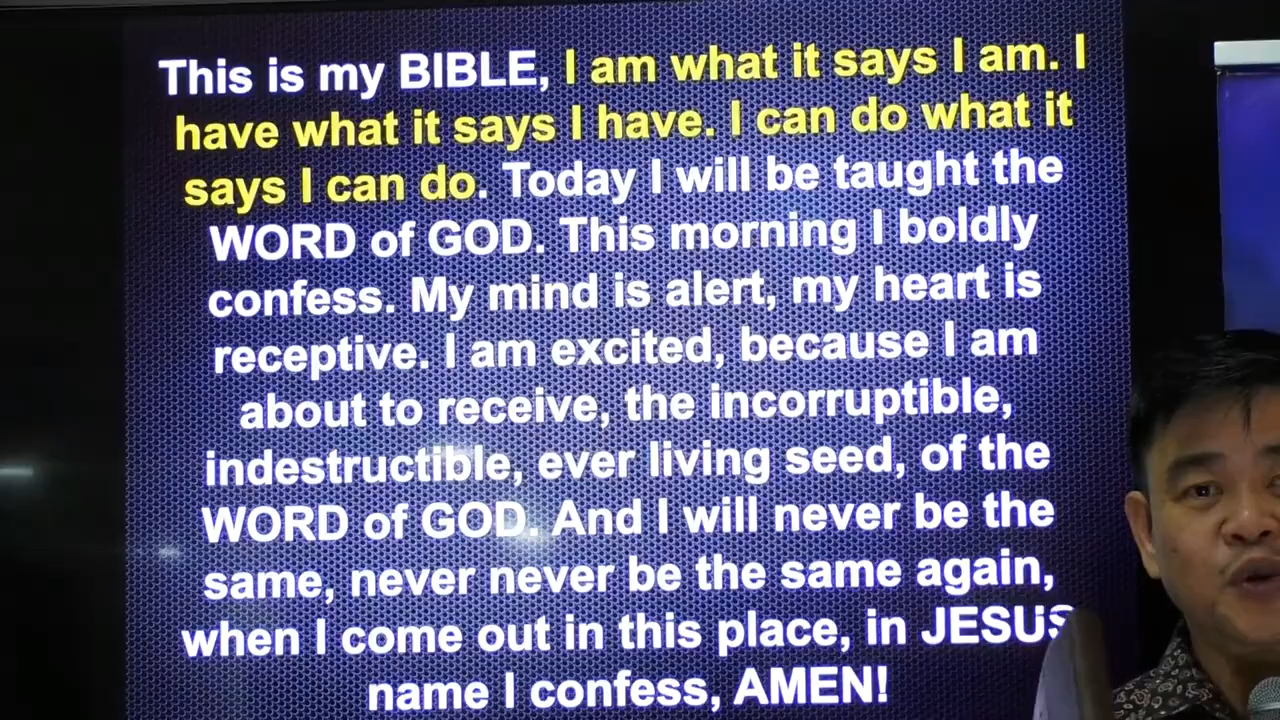 This is my BIBLE, I am what it says I am. I
have what it says I have. I can do what it
says I can do. Today I will be taught the
WORD of GOD. This morning I boldly
confess. My mind is alert, my heart is
receptive. I am excited, because I am
about to receive, the incorruptible,
indestructible, ever living seed, of the
WORD of GOD. And I will never be the
same, never never be the same again,
when I come out in this place, in JESUS
name I confess, AMEN!